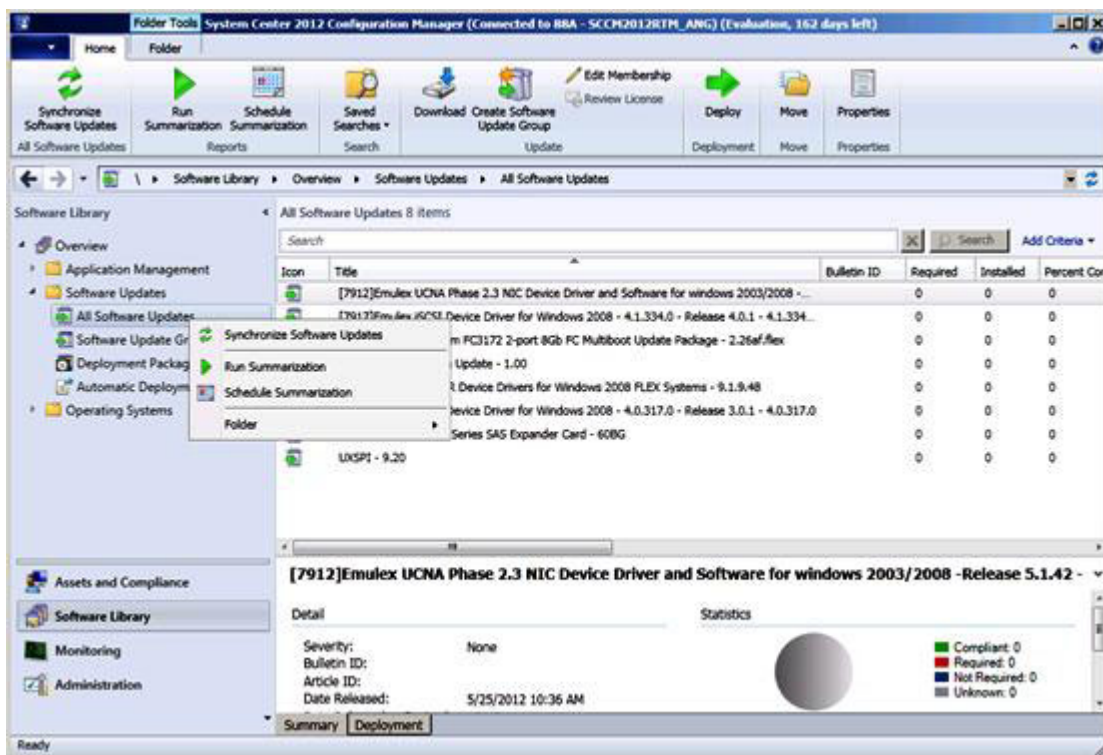 Folder Tools System Center 2012 Configuration Manager (Connected to 88A - SCCM2012RTM_ANG) (Evaluation, 162 days left)
Home Folder
Synchronize Software Updates
Run Summarization
Schedule Summarization
Saved Searches
Download
Create Software Update Group
Edit Membership
Review License
Deploy
Move
Properties
All Software Updates Reports Search Update Deployment Move Properties
\ Software Library Overview Software Updates All Software Updates
Software Library
Overview
Application Management
Software Updates
All Software Updates
Software Update Gr
Deployment Packag
Automatic Deploym
Operating Systems
Synchronize Software Updates
Run Summarization
Schedule Summarization
Folder
All Software Updates 8 items
Search Search Add Criteria
Icon Title Bulletin ID Required Installed Percent Co
[7912]Emulex UCNA Phase 2.3 NIC Device Driver and Software for windows 2003/2008 -... 0 0 0
[7917]Emulex iSCSI Device Driver for Windows 2008 - 4.1.334.0 - Release 4.0.1 - 4.1.334... 0 0 0
m FC3172 2-port 8Gb FC Multiboot Update Package - 2.26af.flex 0 0 0
Update - 1.00 0 0 0
R Device Drivers for Windows 2008 FLEX Systems - 9.1.9.48 0 0 0
Device Driver for Windows 2008 - 4.0.317.0 - Release 3.0.1 - 4.0.317.0 0 0 0
Series SAS Expander Card - 608G 0 0 0
UXSPI - 9.20 0 0 0
Assets and Compliance
Software Library
Monitoring
Administration
[7912]Emulex UCNA Phase 2.3 NIC Device Driver and Software for windows 2003/2008 -Release 5.1.42 -
Detail
Severity: None
Bulletin ID:
Article ID:
Date Released: 5/25/2012 10:36 AM
Statistics
Compliant: 0
Required: 0
Not Required: 0
Unknown: 0
Summary Deployment
Ready